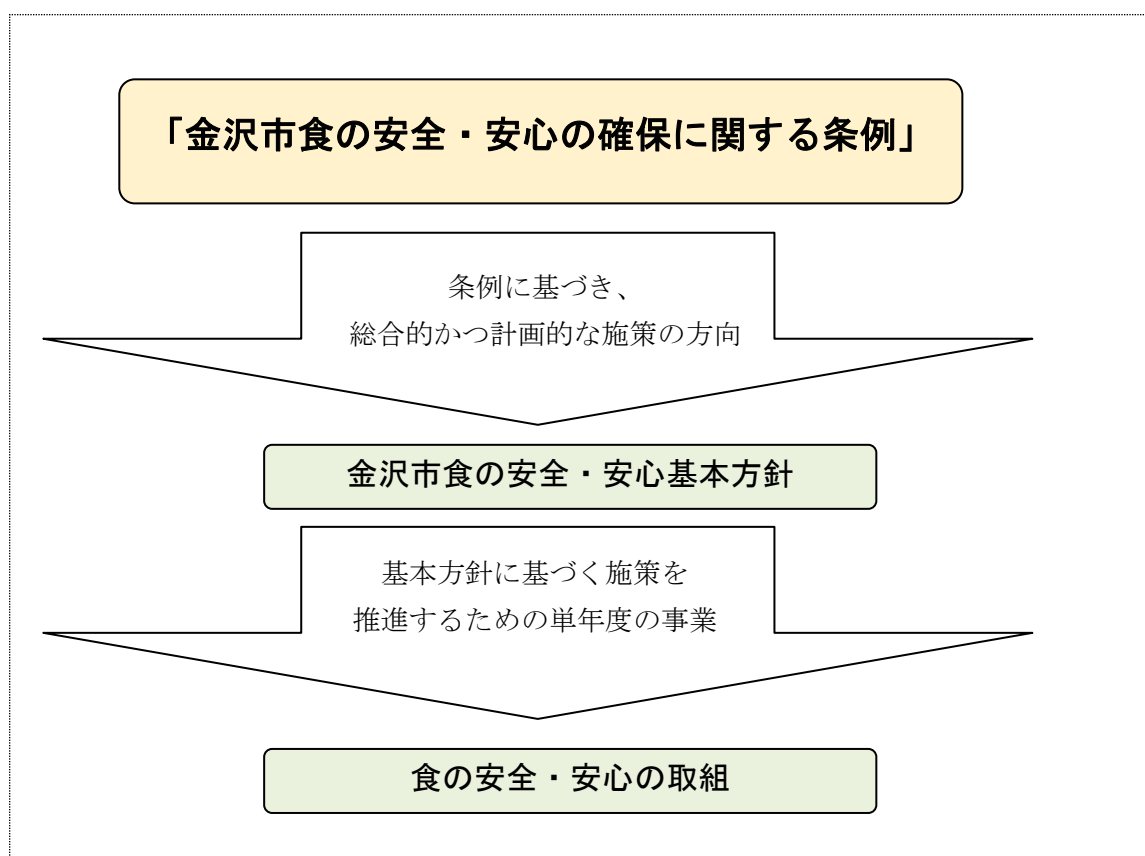 「金沢市食の安全・安心の確保に関する条例」
条例に基づき、
総合的かつ計画的な施策の方向
金沢市食の安全・安心基本方針
基本方針に基づく施策を
推進するための単年度の事業
食の安全・安心の取組